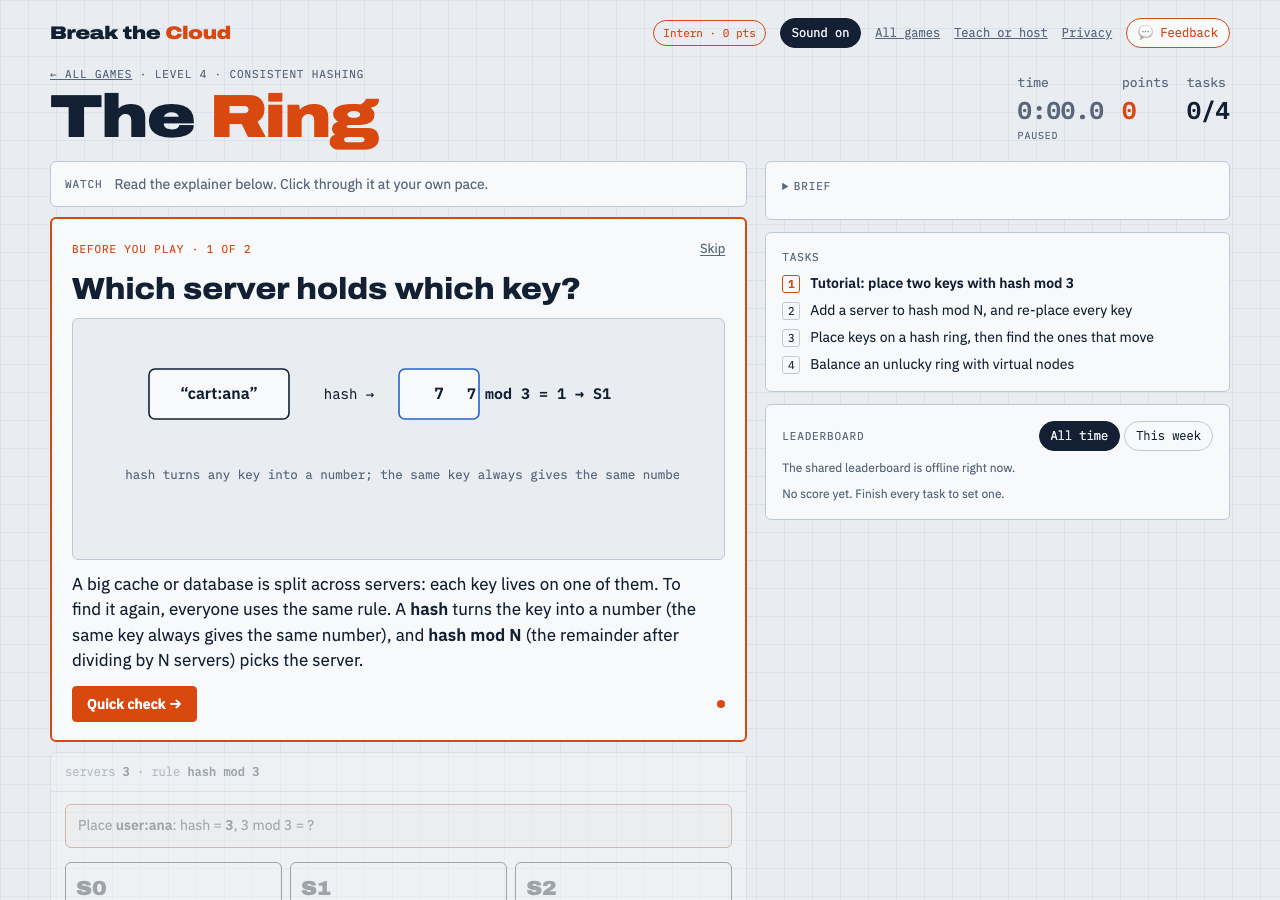 Break the Cloud
Intern · 0 pts
Sound on
All games
Teach or host
Privacy
💬 Feedback
← ALL GAMES · LEVEL 4 · CONSISTENT HASHING
The Ring
time
points
tasks
0:00.0
0
0/4
PAUSED
WATCH Read the explainer below. Click through it at your own pace.
BEFORE YOU PLAY · 1 OF 2
Skip
Which server holds which key?
“cart:ana”
hash →
7
7 mod 3 = 1 → S1
hash turns any key into a number; the same key always gives the same numbe
A big cache or database is split across servers: each key lives on one of them. To
find it again, everyone uses the same rule. A hash turns the key into a number (the
same key always gives the same number), and hash mod N (the remainder after
dividing by N servers) picks the server.
Quick check →
servers 3 · rule hash mod 3
Place user:ana: hash = 3, 3 mod 3 = ?
S0
S1
S2
▶ BRIEF
TASKS
1 Tutorial: place two keys with hash mod 3
2 Add a server to hash mod N, and re-place every key
3 Place keys on a hash ring, then find the ones that move
4 Balance an unlucky ring with virtual nodes
LEADERBOARD
All time
This week
The shared leaderboard is offline right now.
No score yet. Finish every task to set one.